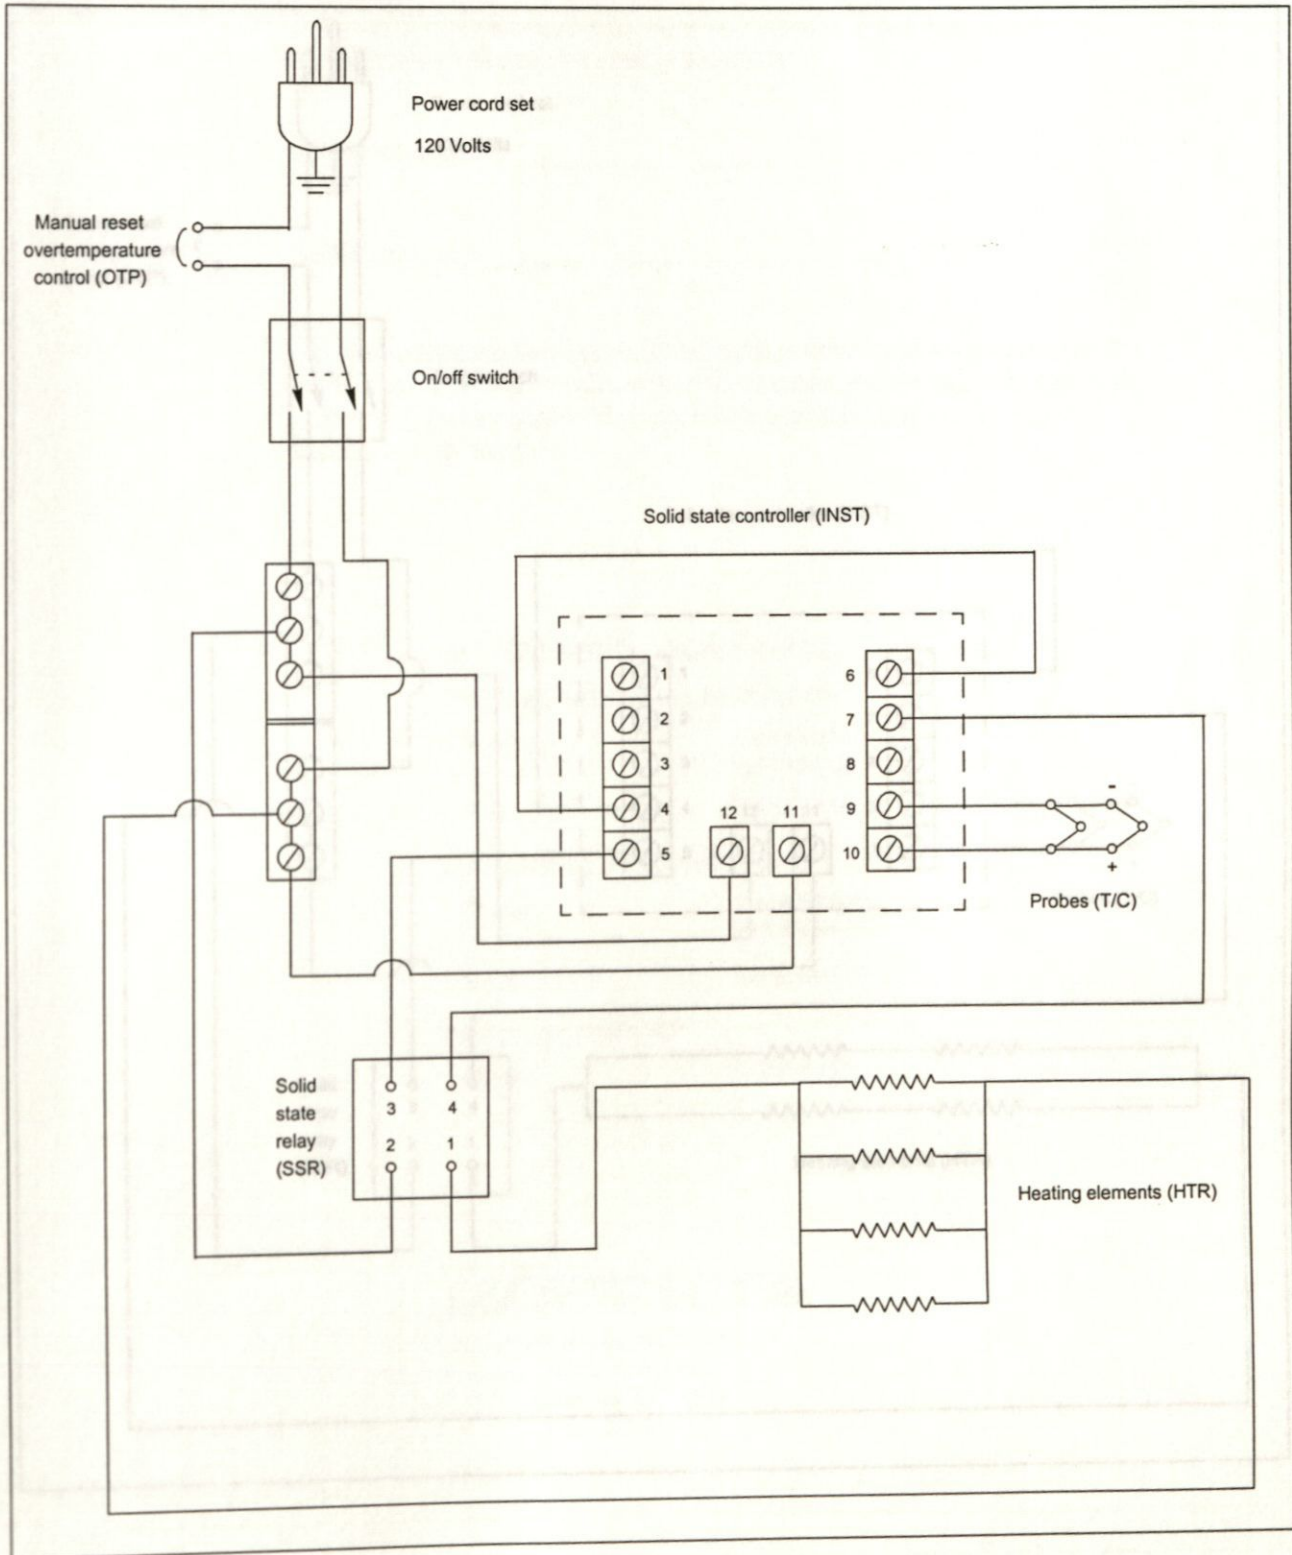 Power cord set
120 Volts
Manual reset
overtemperature
control (OTP)
On/off switch
Solid state controller (INST)
1
2
3
4
5
12
11
6
7
8
9
10
-
+
Probes (T/C)
Solid
state
relay
(SSR)
3
4
2
1
Heating elements (HTR)